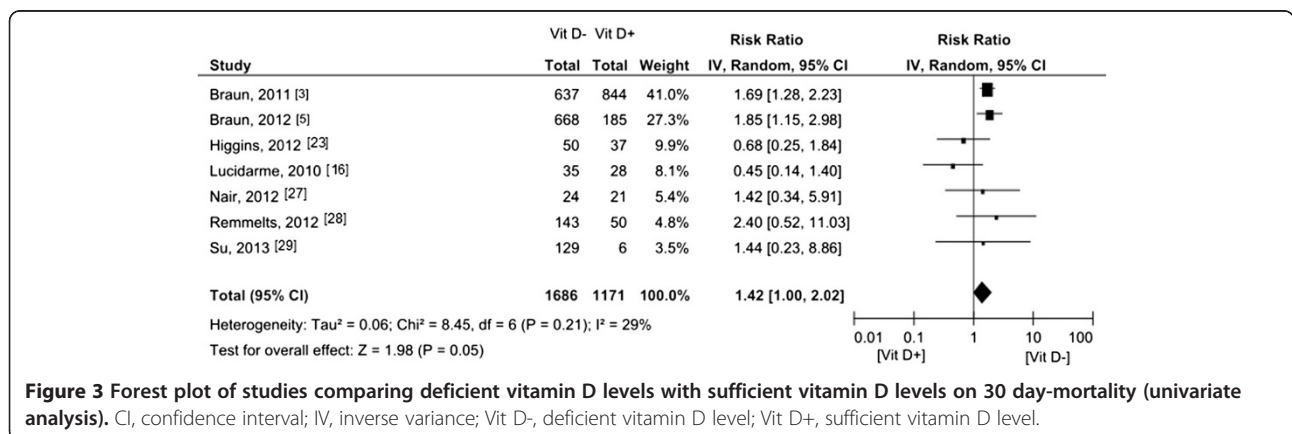 Vit D- Vit D+ Risk Ratio Risk Ratio
Study Total Total Weight IV, Random, 95% CI IV, Random, 95% CI
Braun, 2011 [3] 637 844 41.0% 1.69 [1.28, 2.23]
Braun, 2012 [5] 668 185 27.3% 1.85 [1.15, 2.98]
Higgins, 2012 [23] 50 37 9.9% 0.68 [0.25, 1.84]
Lucidarme, 2010 [16] 35 28 8.1% 0.45 [0.14, 1.40]
Nair, 2012 [27] 24 21 5.4% 1.42 [0.34, 5.91]
Remmelts, 2012 [28] 143 50 4.8% 2.40 [0.52, 11.03]
Su, 2013 [29] 129 6 3.5% 1.44 [0.23, 8.86]
Total (95% CI) 1686 1171 100.0% 1.42 [1.00, 2.02]
Heterogeneity: Tau² = 0.06; Chi² = 8.45, df = 6 (P = 0.21); I² = 29%
Test for overall effect: Z = 1.98 (P = 0.05)
0.01 0.1 1 10 100
[Vit D+] [Vit D-]
Figure 3 Forest plot of studies comparing deficient vitamin D levels with sufficient vitamin D levels on 30 day-mortality (univariate
analysis). CI, confidence interval; IV, inverse variance; Vit D-, deficient vitamin D level; Vit D+, sufficient vitamin D level.